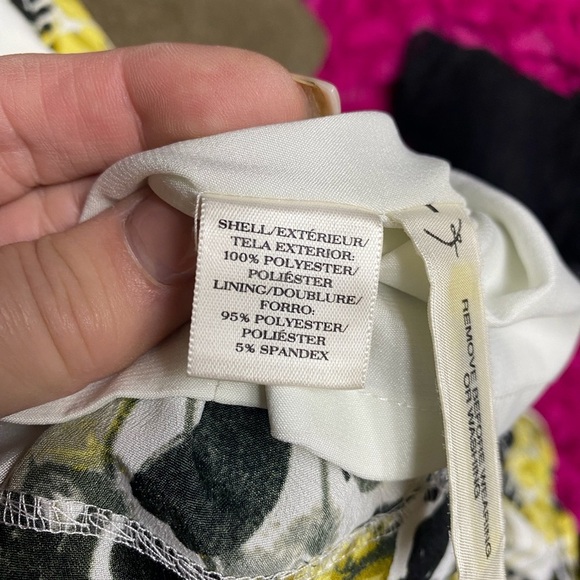 SHELL/EXTÉRIEUR/
TELA EXTERIOR:
100% POLYESTER/
POLIÉSTER
LINING/DOUBLURE/
FORRO:
95% POLYESTER/
POLIÉSTER
5% SPANDEX
REMOVE BEFORE WEARING
OR WASHING